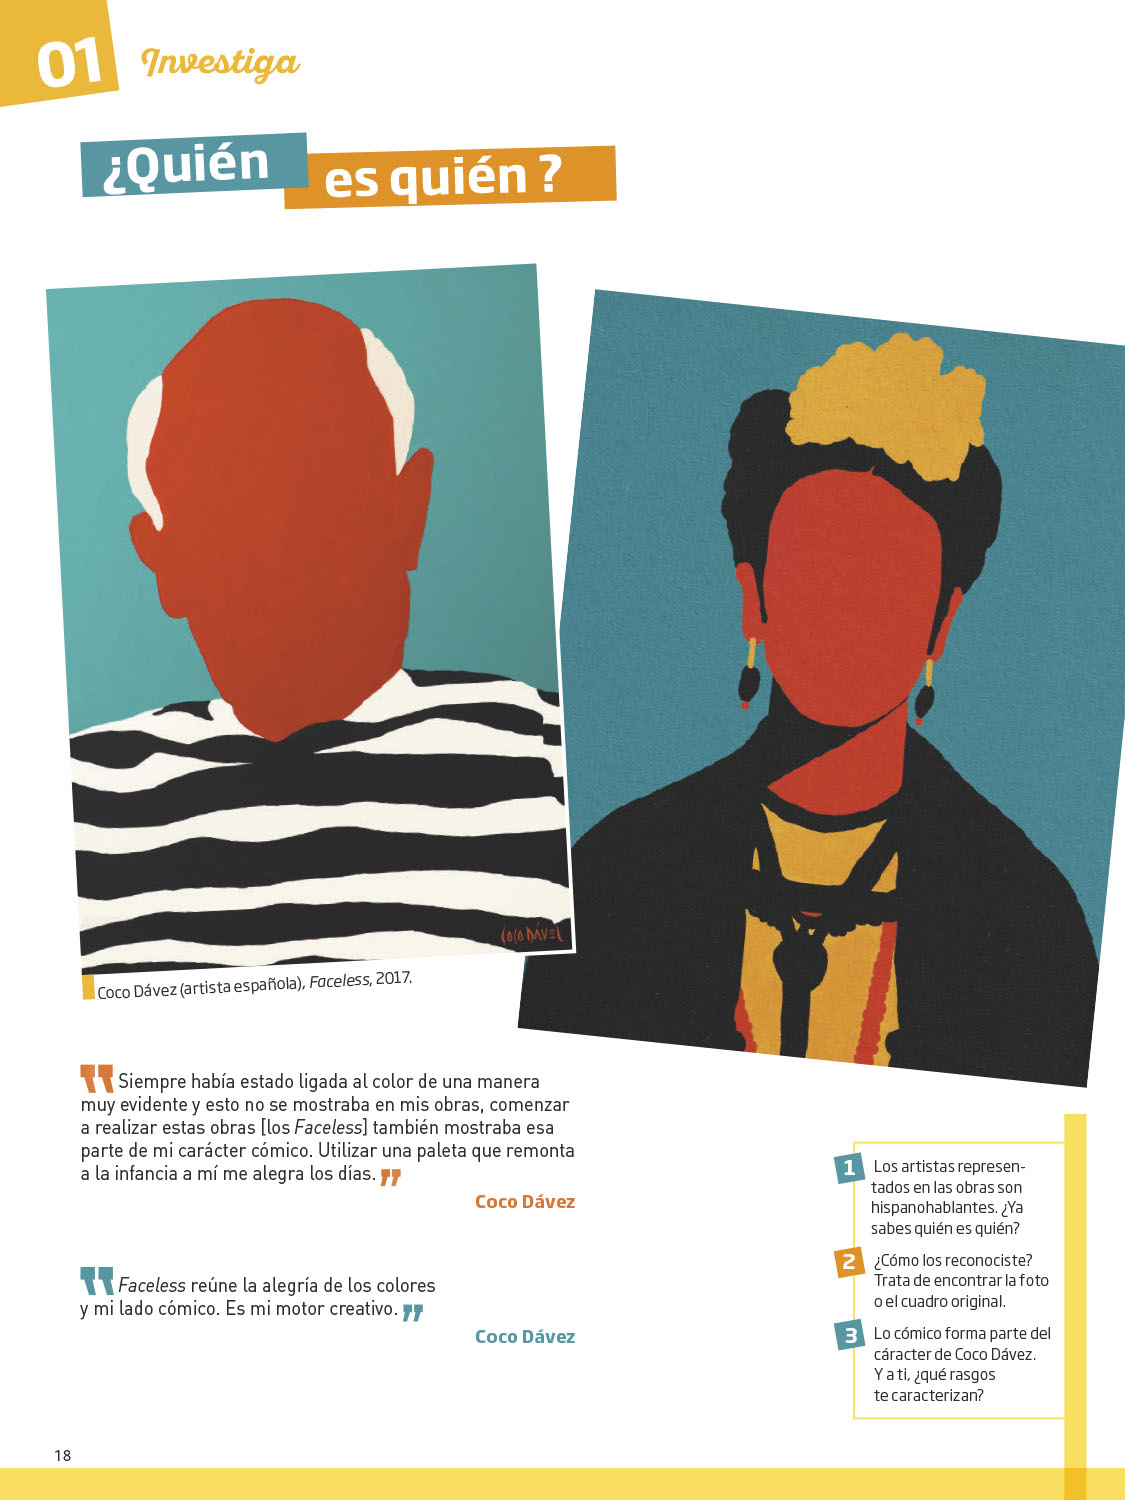 01
Investiga
¿Quién
es quién ?
COCO DÁVEZ
Coco Dávez (artista española), Faceless, 2017.
" Siempre había estado ligada al color de una manera
muy evidente y esto no se mostraba en mis obras, comenzar
a realizar estas obras [los Faceless] también mostraba esa
parte de mi carácter cómico. Utilizar una paleta que remonta
a la infancia a mí me alegra los días. "
Coco Dávez
" Faceless reúne la alegría de los colores
y mi lado cómico. Es mi motor creativo. "
Coco Dávez
1 Los artistas represen-
tados en las obras son
hispanohablantes. ¿Ya
sabes quién es quién?
2 ¿Cómo los reconociste?
Trata de encontrar la foto
o el cuadro original.
3 Lo cómico forma parte del
cáracter de Coco Dávez.
Y a ti, ¿qué rasgos
te caracterizan?
18